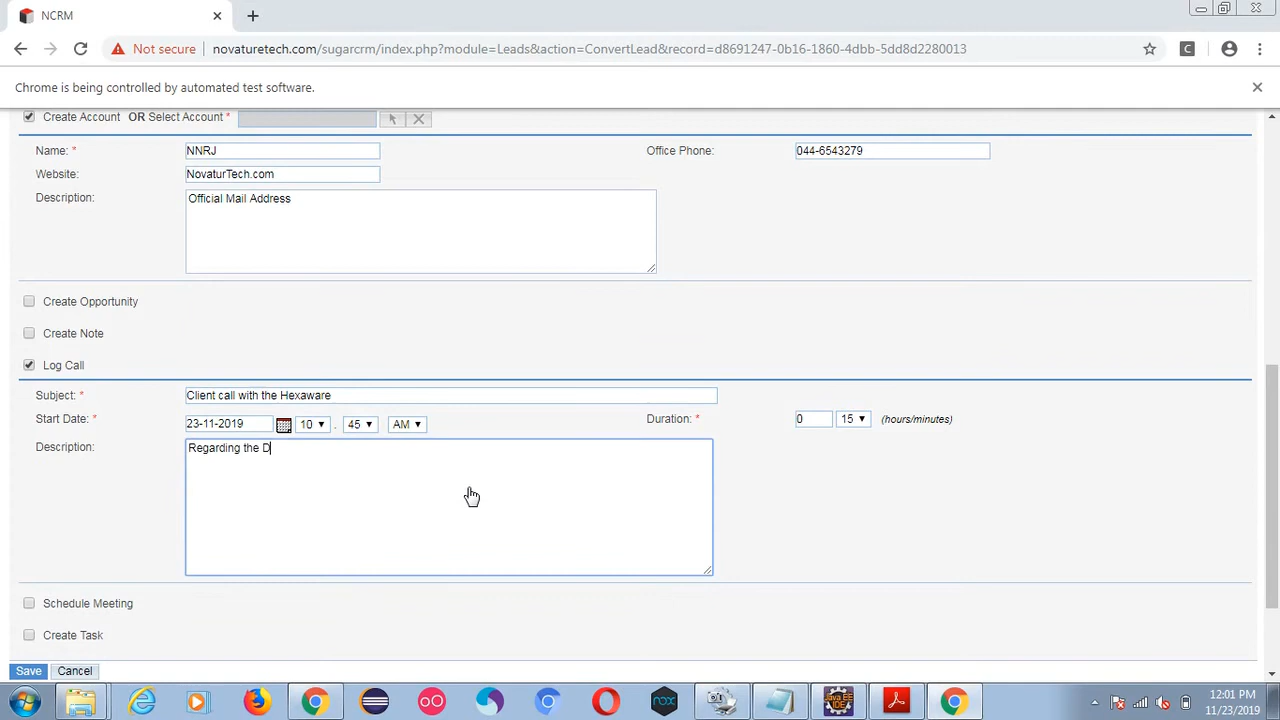 NCRM
Not secure
novaturetech.com/sugarcrm/index.php?module=Leads&action=ConvertLead&record=d8691247-0b16-1860-4dbb-5dd8d2280013
C
Chrome is being controlled by automated test software.
Create Account OR Select Account *
Name: * NNRJ Office Phone: 044-6543279
Website: NovaturTech.com
Description: Official Mail Address
Create Opportunity
Create Note
Log Call
Subject: * Client call with the Hexaware
Start Date: * 23-11-2019 10 . 45 AM Duration: * 0 15 (hours/minutes)
Description: Regarding the D
Schedule Meeting
Create Task
Save Cancel
nox
Java EE
IDE
12:01 PM
11/23/2019